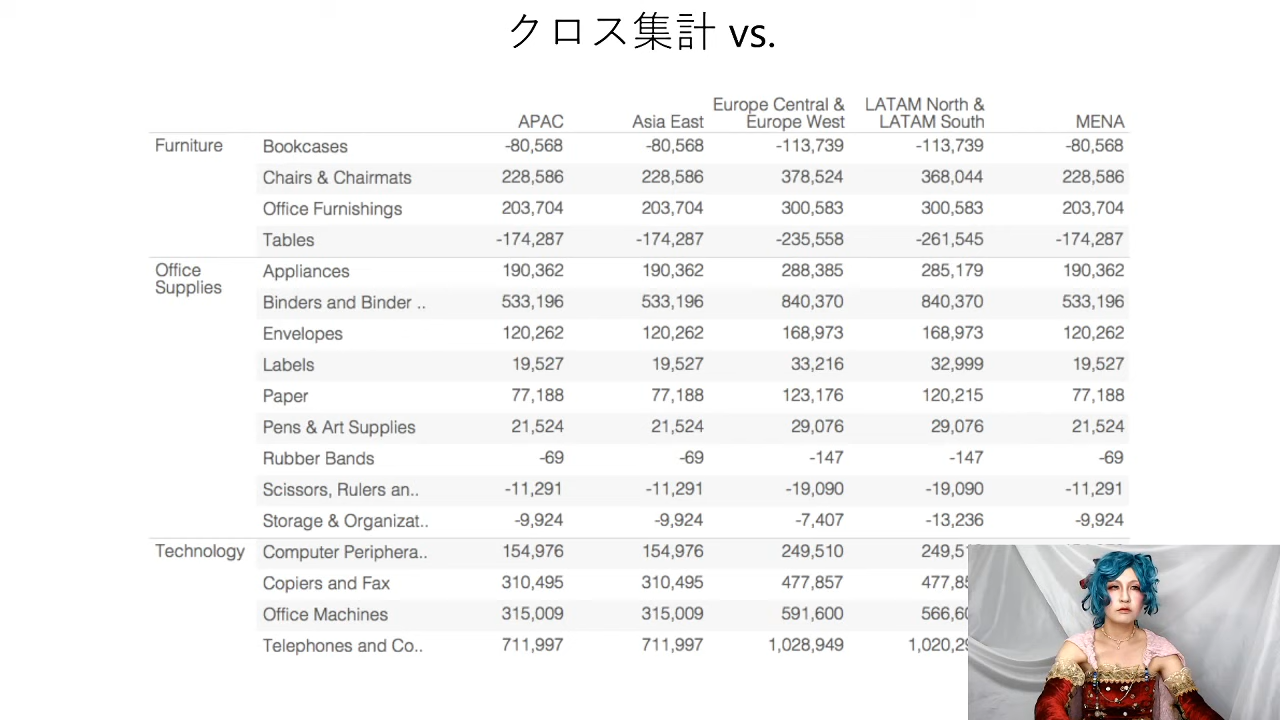 クロス集計 vs.
Europe Central & LATAM North &
APAC Asia East Europe West LATAM South MENA
Furniture Bookcases -80,568 -80,568 -113,739 -113,739 -80,568
Chairs & Chairmats 228,586 228,586 378,524 368,044 228,586
Office Furnishings 203,704 203,704 300,583 300,583 203,704
Tables -174,287 -174,287 -235,558 -261,545 -174,287
Office Supplies Appliances 190,362 190,362 288,385 285,179 190,362
Binders and Binder .. 533,196 533,196 840,370 840,370 533,196
Envelopes 120,262 120,262 168,973 168,973 120,262
Labels 19,527 19,527 33,216 32,999 19,527
Paper 77,188 77,188 123,176 120,215 77,188
Pens & Art Supplies 21,524 21,524 29,076 29,076 21,524
Rubber Bands -69 -69 -147 -147 -69
Scissors, Rulers an.. -11,291 -11,291 -19,090 -19,090 -11,291
Storage & Organizat.. -9,924 -9,924 -7,407 -13,236 -9,924
Technology Computer Periphera.. 154,976 154,976 249,510
Copiers and Fax 310,495 310,495 477,857
Office Machines 315,009 315,009 591,600
Telephones and Co.. 711,997 711,997 1,028,949